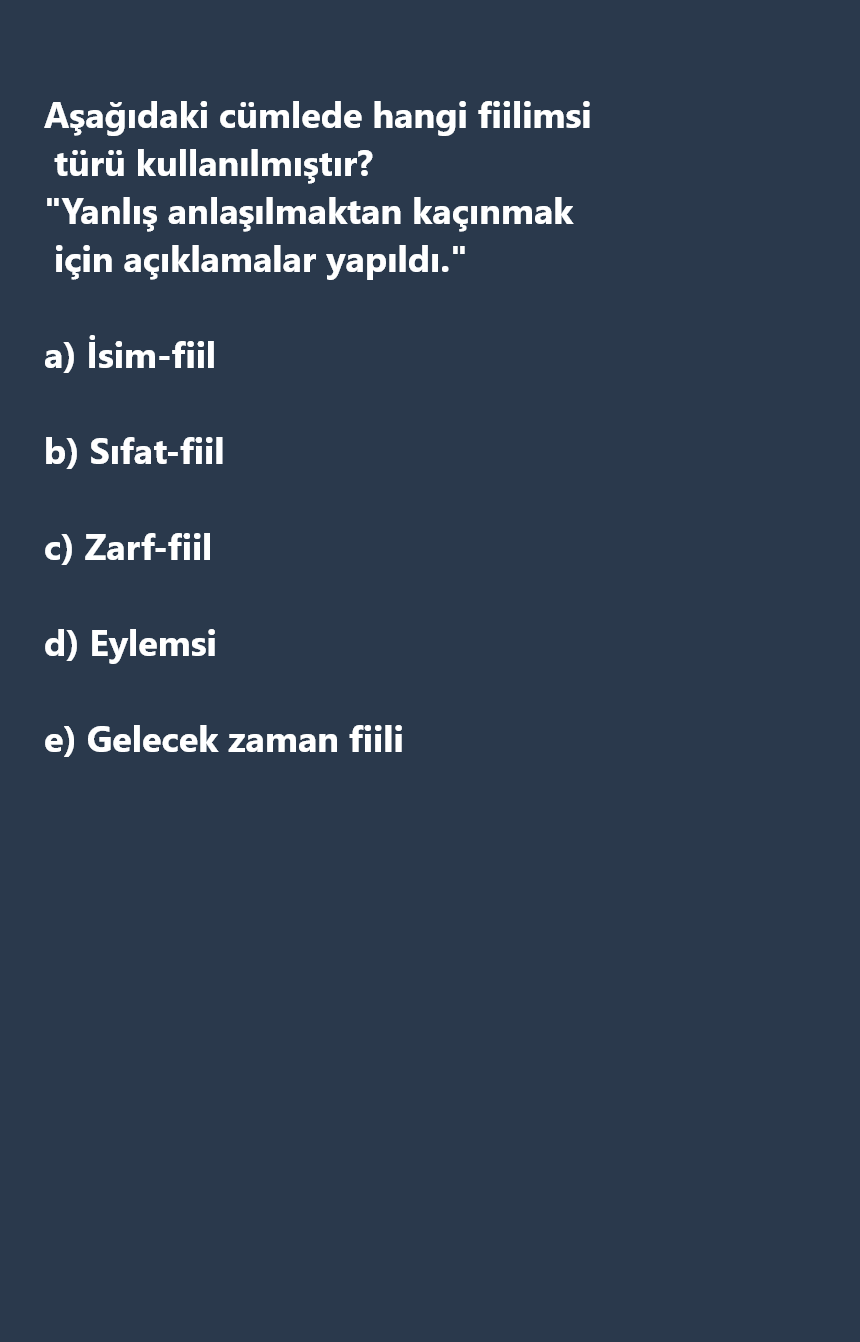 Aşağıdaki cümlede hangi fiilimsi
türü kullanılmıştır?
"Yanlış anlaşılmaktan kaçınmak
için açıklamalar yapıldı."
a) İsim-fiil
b) Sıfat-fiil
c) Zarf-fiil
d) Eylemsi
e) Gelecek zaman fiili